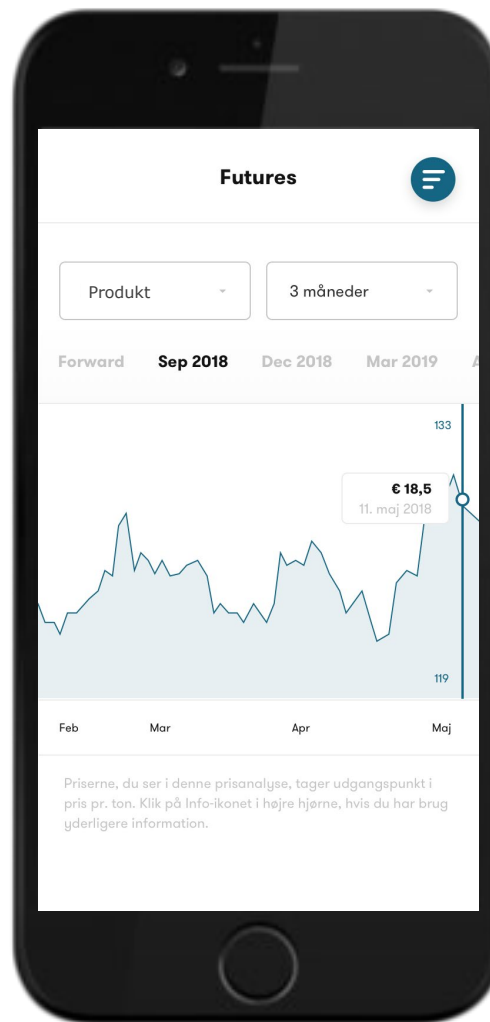 Futures
Produkt
3 måneder
Forward Sep 2018 Dec 2018 Mar 2019
133
€ 18,5
11. maj 2018
119
Feb Mar Apr Maj
Priserne, du ser i denne prisanalyse, tager udgangspunkt i
pris pr. ton. Klik på Info-ikonet i højre hjørne, hvis du har brug
yderligere information.